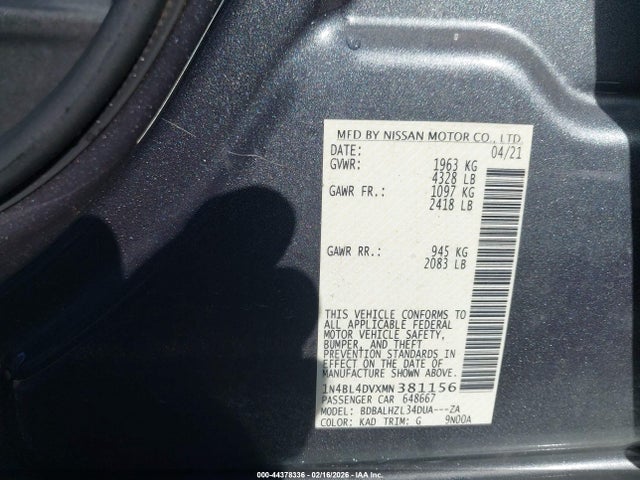 MFD BY NISSAN MOTOR CO., LTD.
DATE: 04/21
GVWR: 1963 KG
4328 LB
GAWR FR.: 1097 KG
2418 LB
GAWR RR.: 945 KG
2083 LB
THIS VEHICLE CONFORMS TO
ALL APPLICABLE FEDERAL
MOTOR VEHICLE SAFETY,
BUMPER, AND THEFT
PREVENTION STANDARDS IN
EFFECT ON THE DATE OF
MANUFACTURE SHOWN ABOVE.
1N4BL4DVXMN381156
PASSENGER CAR 648667
MODEL: BDBALHZL34DUA---ZA
COLOR: KAD TRIM: G 9N00A
000-44378336 - 02/16/2026 - IAA Inc.